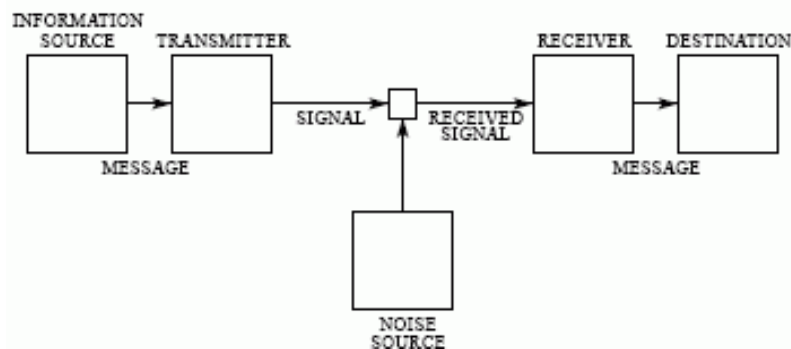 INFORMATION
SOURCE
TRANSMITTER
RECEIVER
DESTINATION
SIGNAL
RECEIVED
SIGNAL
MESSAGE
MESSAGE
NOISE
SOURCE